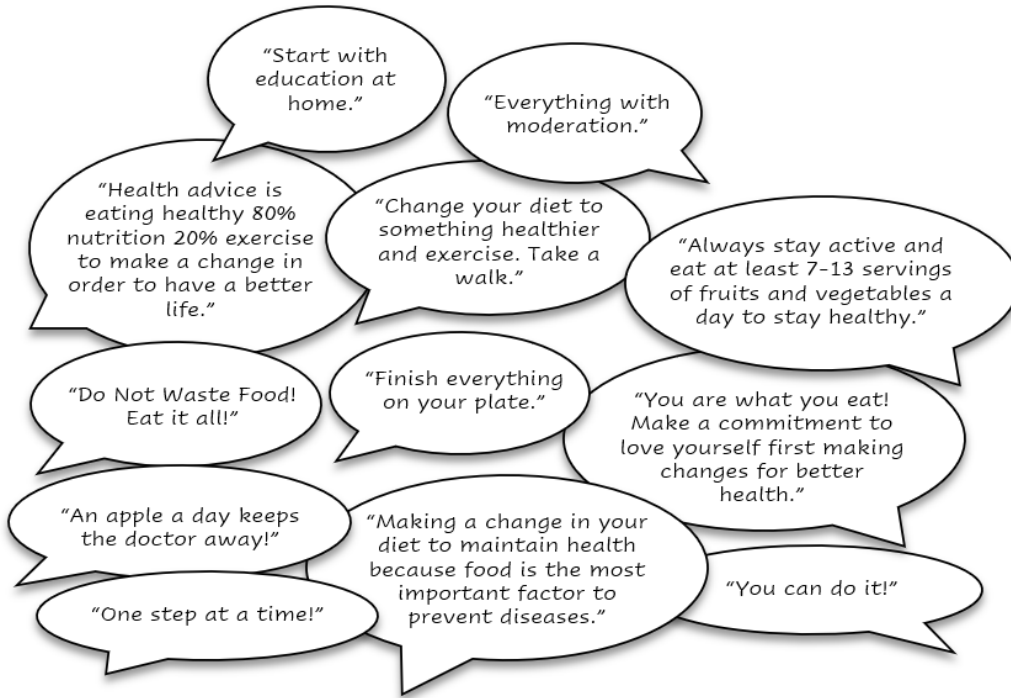 “Start with
education at
home.”
“Everything with
moderation.”
“Health advice is
eating healthy 80%
nutrition 20% exercise
to make a change in
order to have a better
life.”
“Change your diet to
something healthier
and exercise. Take a
walk.”
“Always stay active and
eat at least 7-13 servings
of fruits and vegetables a
day to stay healthy.”
“Do Not Waste Food!
Eat it all!”
“Finish everything
on your plate.”
“You are what you eat!
Make a commitment to
love yourself first making
changes for better
health.”
“An apple a day keeps
the doctor away!”
“Making a change in your
diet to maintain health
because food is the most
important factor to
prevent diseases.”
“You can do it!”
“One step at a time!”